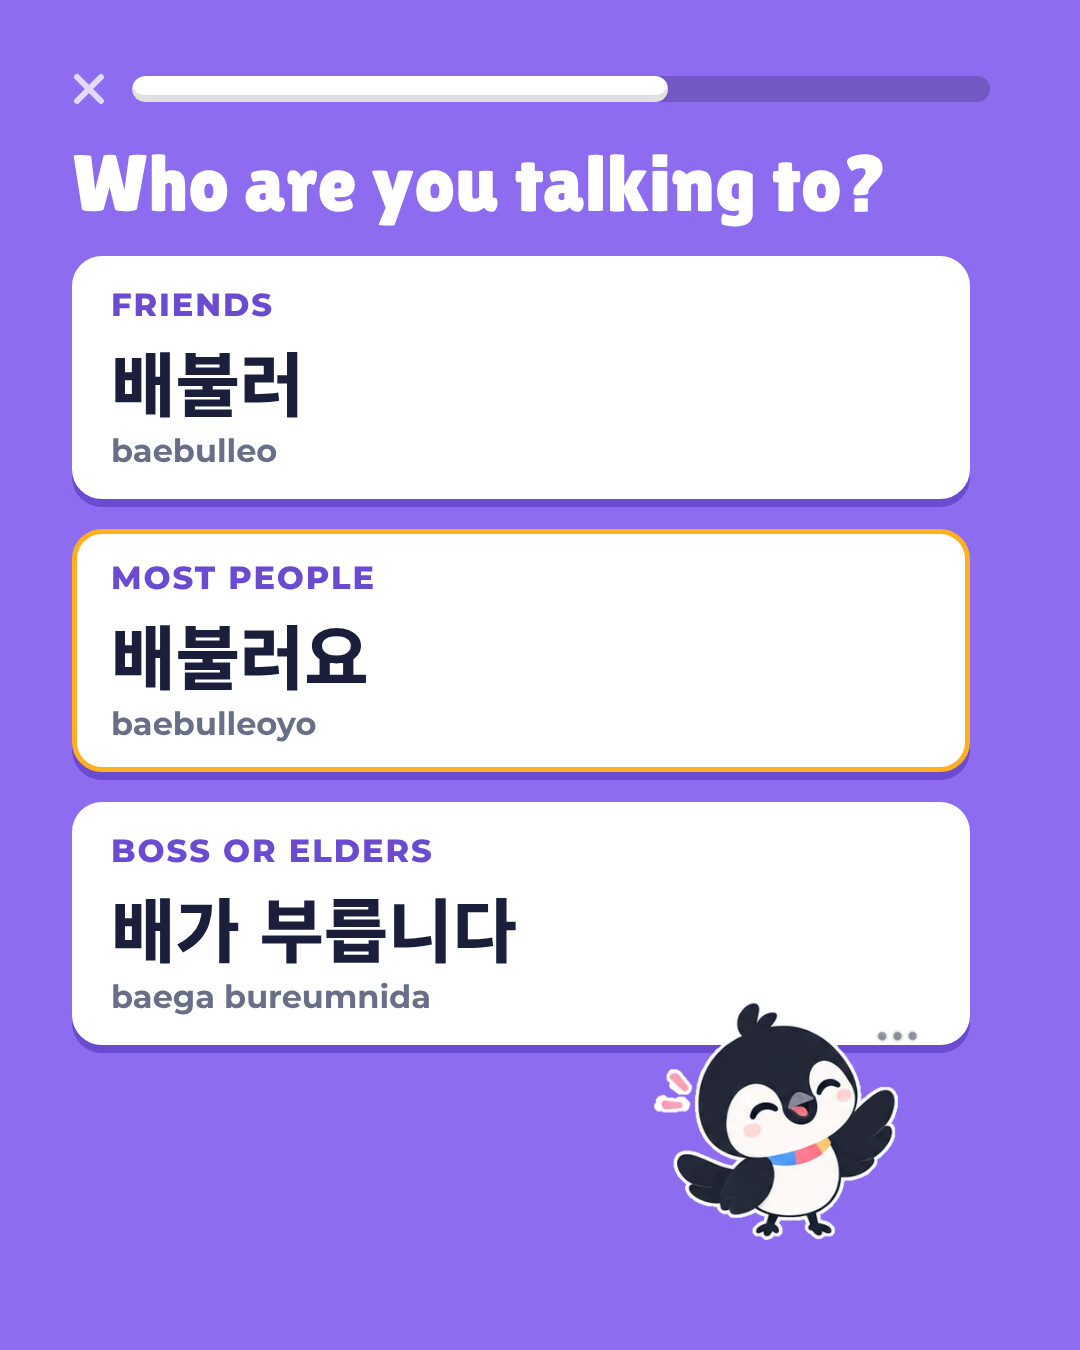 Who are you talking to?
FRIENDS
배불러
baebulleo
MOST PEOPLE
배불러요
baebulleoyo
BOSS OR ELDERS
배가 부릅니다
baega bureumnida